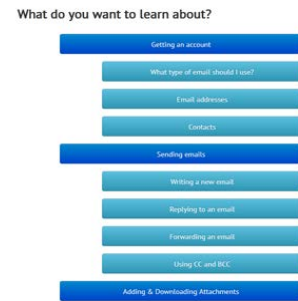 What do you want to learn about?
Getting an account
What type of email should I use?
Email addresses
Contacts
Sending emails
Writing a new email
Replying to an email
Forwarding an email
Using CC and BCC
Adding & Downloading Attachments